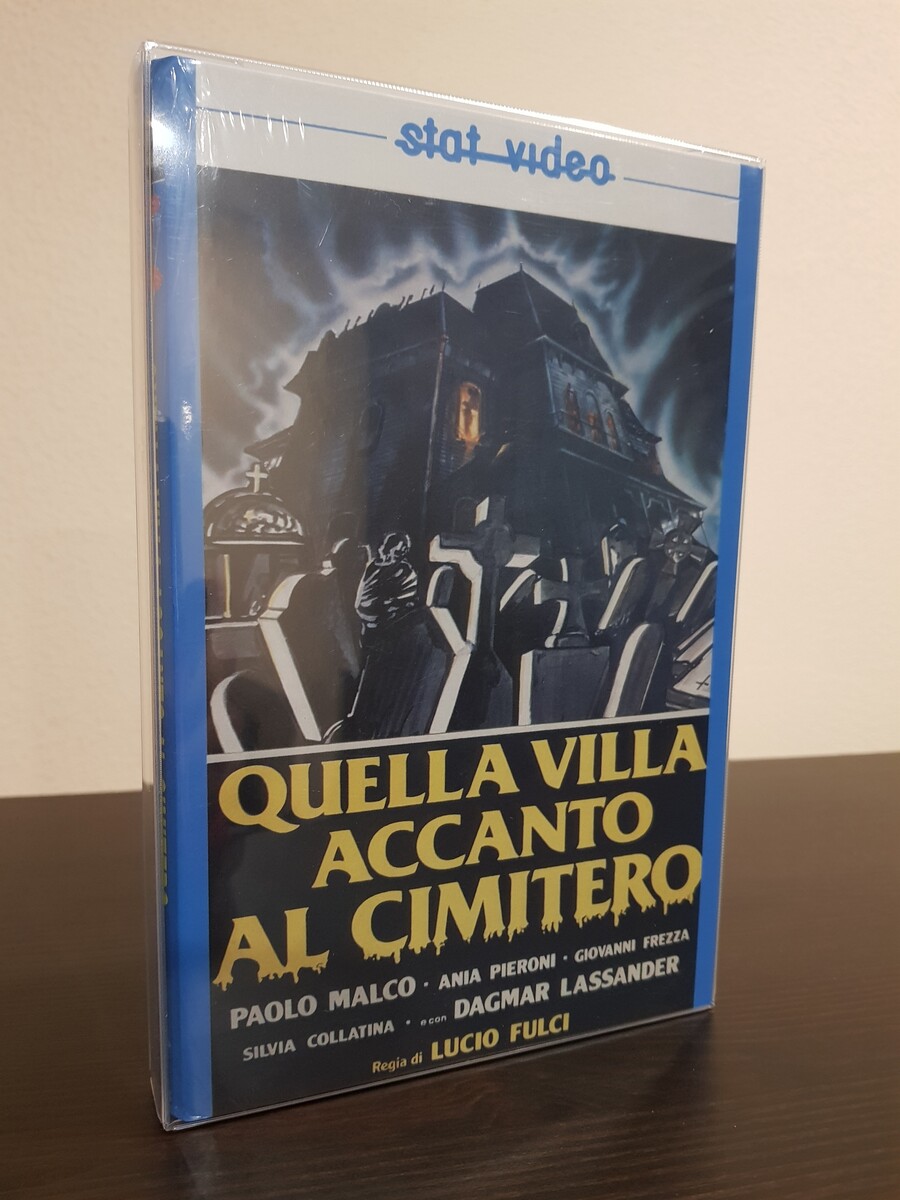 stat video
QUELLA VILLA
ACCANTO
AL CIMITERO
PAOLO MALCO · ANIA PIERONI · GIOVANNI FREZZA
SILVIA COLLATINA · e con DAGMAR LASSANDER
Regia di LUCIO FULCI